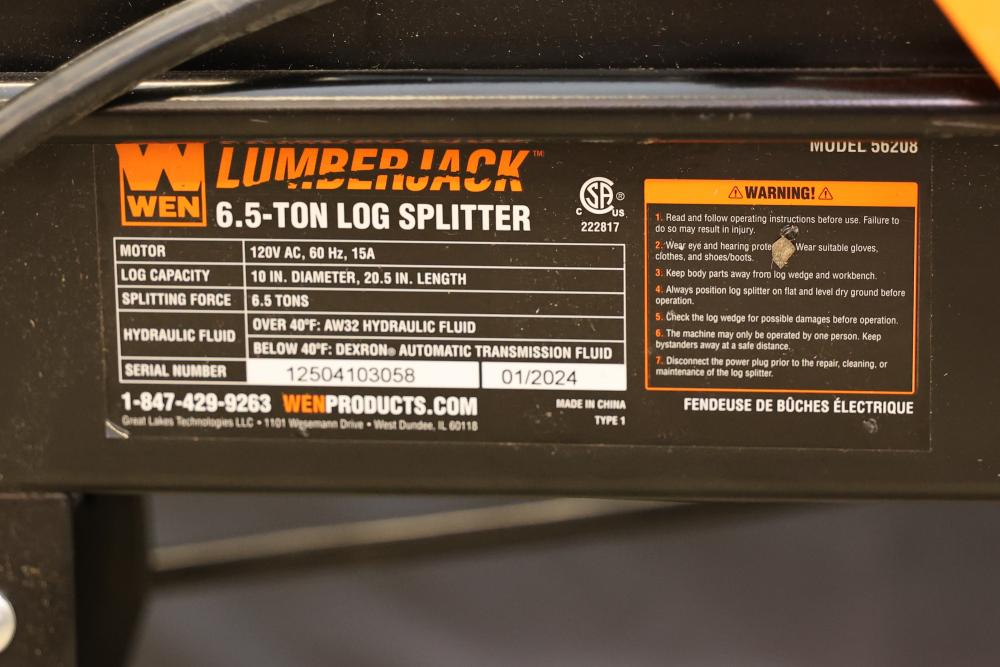 W
WEN
LUMBERJACK™
6.5-TON LOG SPLITTER
CSA®
C US
222817
MODEL 56208
MOTOR 120V AC, 60 Hz, 15A
LOG CAPACITY 10 IN. DIAMETER, 20.5 IN. LENGTH
SPLITTING FORCE 6.5 TONS
HYDRAULIC FLUID OVER 40°F: AW32 HYDRAULIC FLUID
BELOW 40°F: DEXRON® AUTOMATIC TRANSMISSION FLUID
SERIAL NUMBER 12504103058 01/2024
1-847-429-9263 WENPRODUCTS.COM
Great Lakes Technologies LLC • 1101 Wesemann Drive • West Dundee, IL 60118
MADE IN CHINA
TYPE 1
⚠WARNING!⚠
1. Read and follow operating instructions before use. Failure to
do so may result in injury.
2. Wear eye and hearing prote Wear suitable gloves,
clothes, and shoes/boots.
3. Keep body parts away from log wedge and workbench.
4. Always position log splitter on flat and level dry ground before
operation.
5. Check the log wedge for possible damages before operation.
6. The machine may only be operated by one person. Keep
bystanders away at a safe distance.
7. Disconnect the power plug prior to the repair, cleaning, or
maintenance of the log splitter.
FENDEUSE DE BÛCHES ÉLECTRIQUE